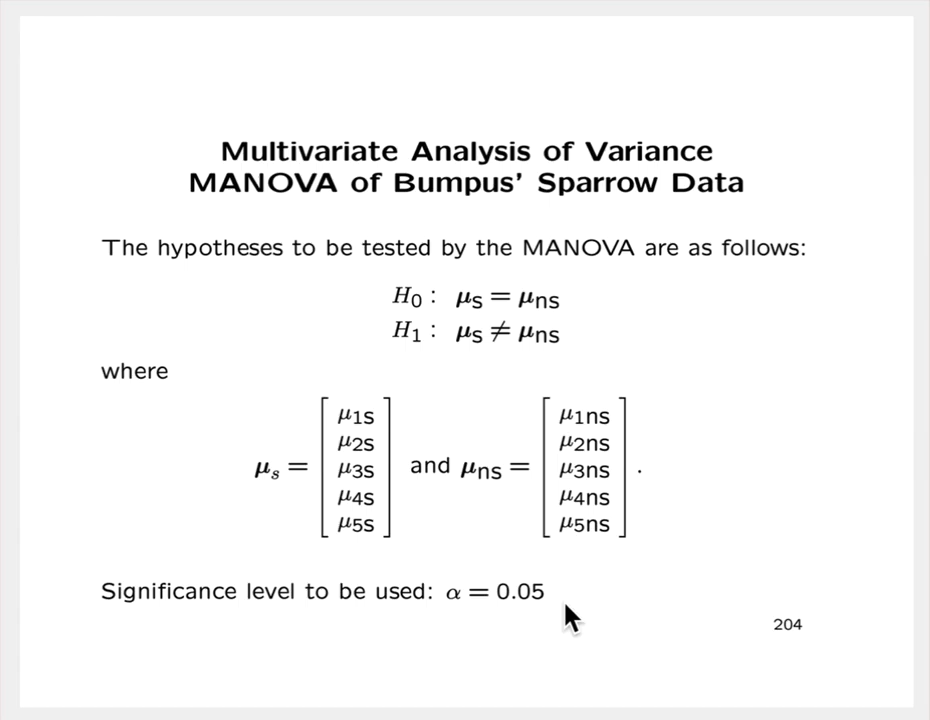 Multivariate Analysis of Variance
MANOVA of Bumpus' Sparrow Data
The hypotheses to be tested by the MANOVA are as follows:
H0 : μs = μns
H1 : μs ≠ μns
where
μs = [ μ1s μ2s μ3s μ4s μ5s ] and μns = [ μ1ns μ2ns μ3ns μ4ns μ5ns ] .
Significance level to be used: α = 0.05
204